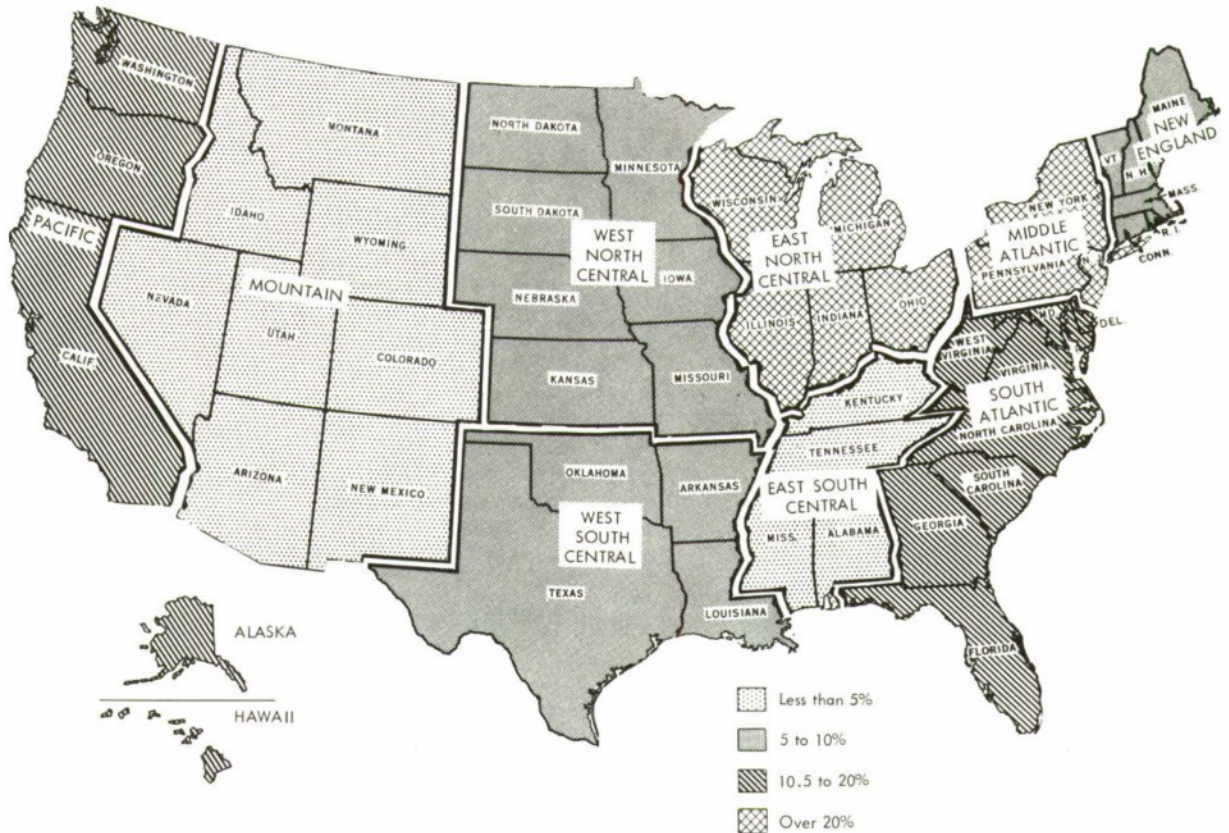 WASHINGTON
OREGON
PACIFIC
CALIF.
MONTANA
IDAHO
WYOMING
NEVADA
MOUNTAIN
UTAH
COLORADO
ARIZONA
NEW MEXICO
NORTH DAKOTA
MINNESOTA
SOUTH DAKOTA
WEST
NORTH
CENTRAL
NEBRASKA
IOWA
KANSAS
MISSOURI
OKLAHOMA
ARKANSAS
WEST
SOUTH
CENTRAL
TEXAS
LOUISIANA
WISCONSIN
MICHIGAN
EAST
NORTH
CENTRAL
ILLINOIS
INDIANA
OHIO
KENTUCKY
TENNESSEE
EAST SOUTH
CENTRAL
MISS.
ALABAMA
MAINE
NEW
ENGLAND
VT.
N.H.
MASS.
R.I.
CONN.
NEW YORK
MIDDLE
ATLANTIC
PENNSYLVANIA
MD.
DEL.
WEST
VIRGINIA
VIRGINIA
SOUTH
ATLANTIC
NORTH CAROLINA
SOUTH
CAROLINA
GEORGIA
FLORIDA
ALASKA
HAWAII
Less than 5%
5 to 10%
10.5 to 20%
Over 20%